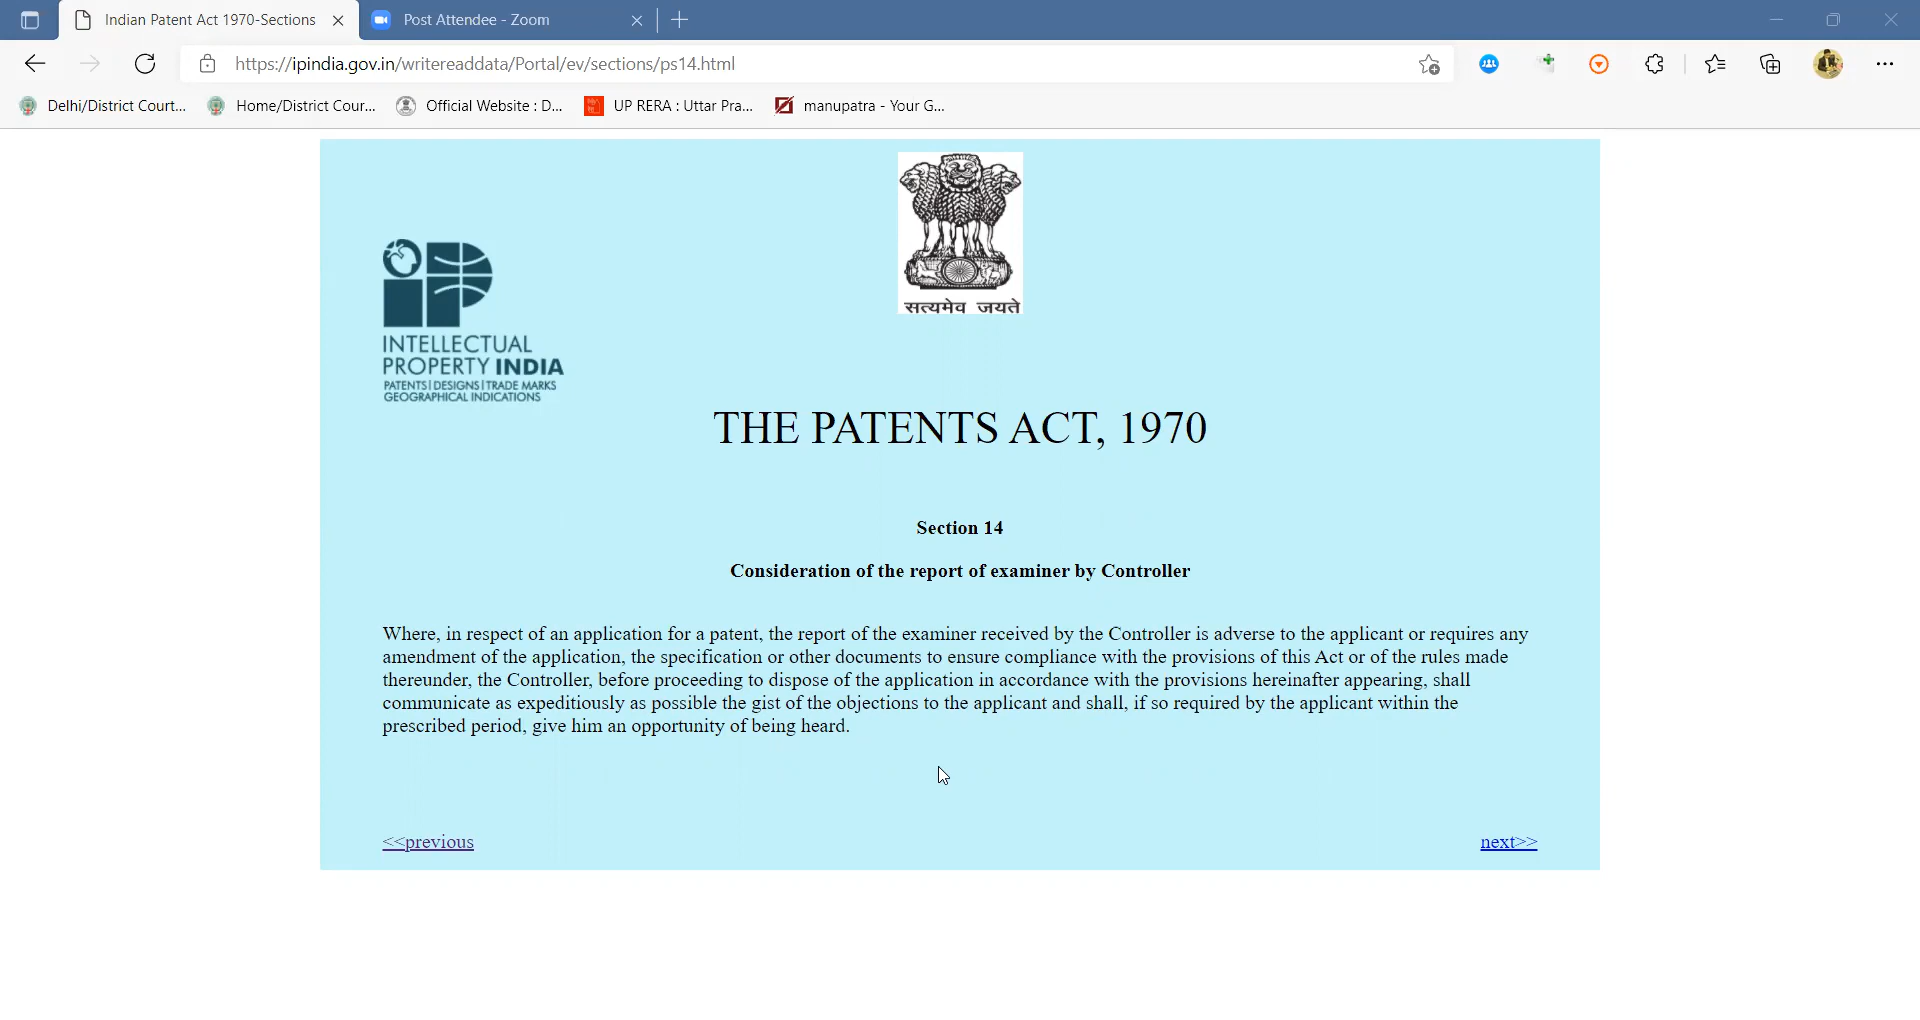 Indian Patent Act 1970-Sections
Post Attendee - Zoom
https://ipindia.gov.in/writereaddata/Portal/ev/sections/ps14.html
Delhi/District Court...
Home/District Cour...
Official Website : D...
UP RERA : Uttar Pra...
manupatra - Your G...
सत्यमेव जयते
iP
INTELLECTUAL
PROPERTY INDIA
PATENTS | DESIGNS | TRADE MARKS
GEOGRAPHICAL INDICATIONS
THE PATENTS ACT, 1970
Section 14
Consideration of the report of examiner by Controller
Where, in respect of an application for a patent, the report of the examiner received by the Controller is adverse to the applicant or requires any
amendment of the application, the specification or other documents to ensure compliance with the provisions of this Act or of the rules made
thereunder, the Controller, before proceeding to dispose of the application in accordance with the provisions hereinafter appearing, shall
communicate as expeditiously as possible the gist of the objections to the applicant and shall, if so required by the applicant within the
prescribed period, give him an opportunity of being heard.
<<previous
next>>